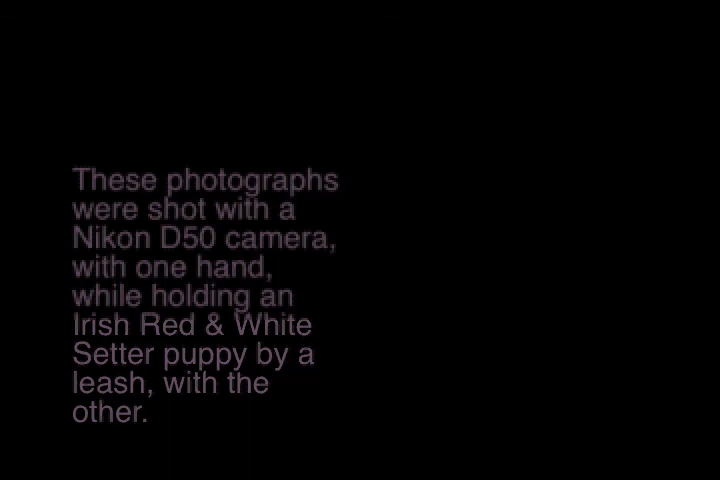 These photographs
were shot with a
Nikon D50 camera,
with one hand,
while holding an
Irish Red & White
Setter puppy by a
leash, with the
other.